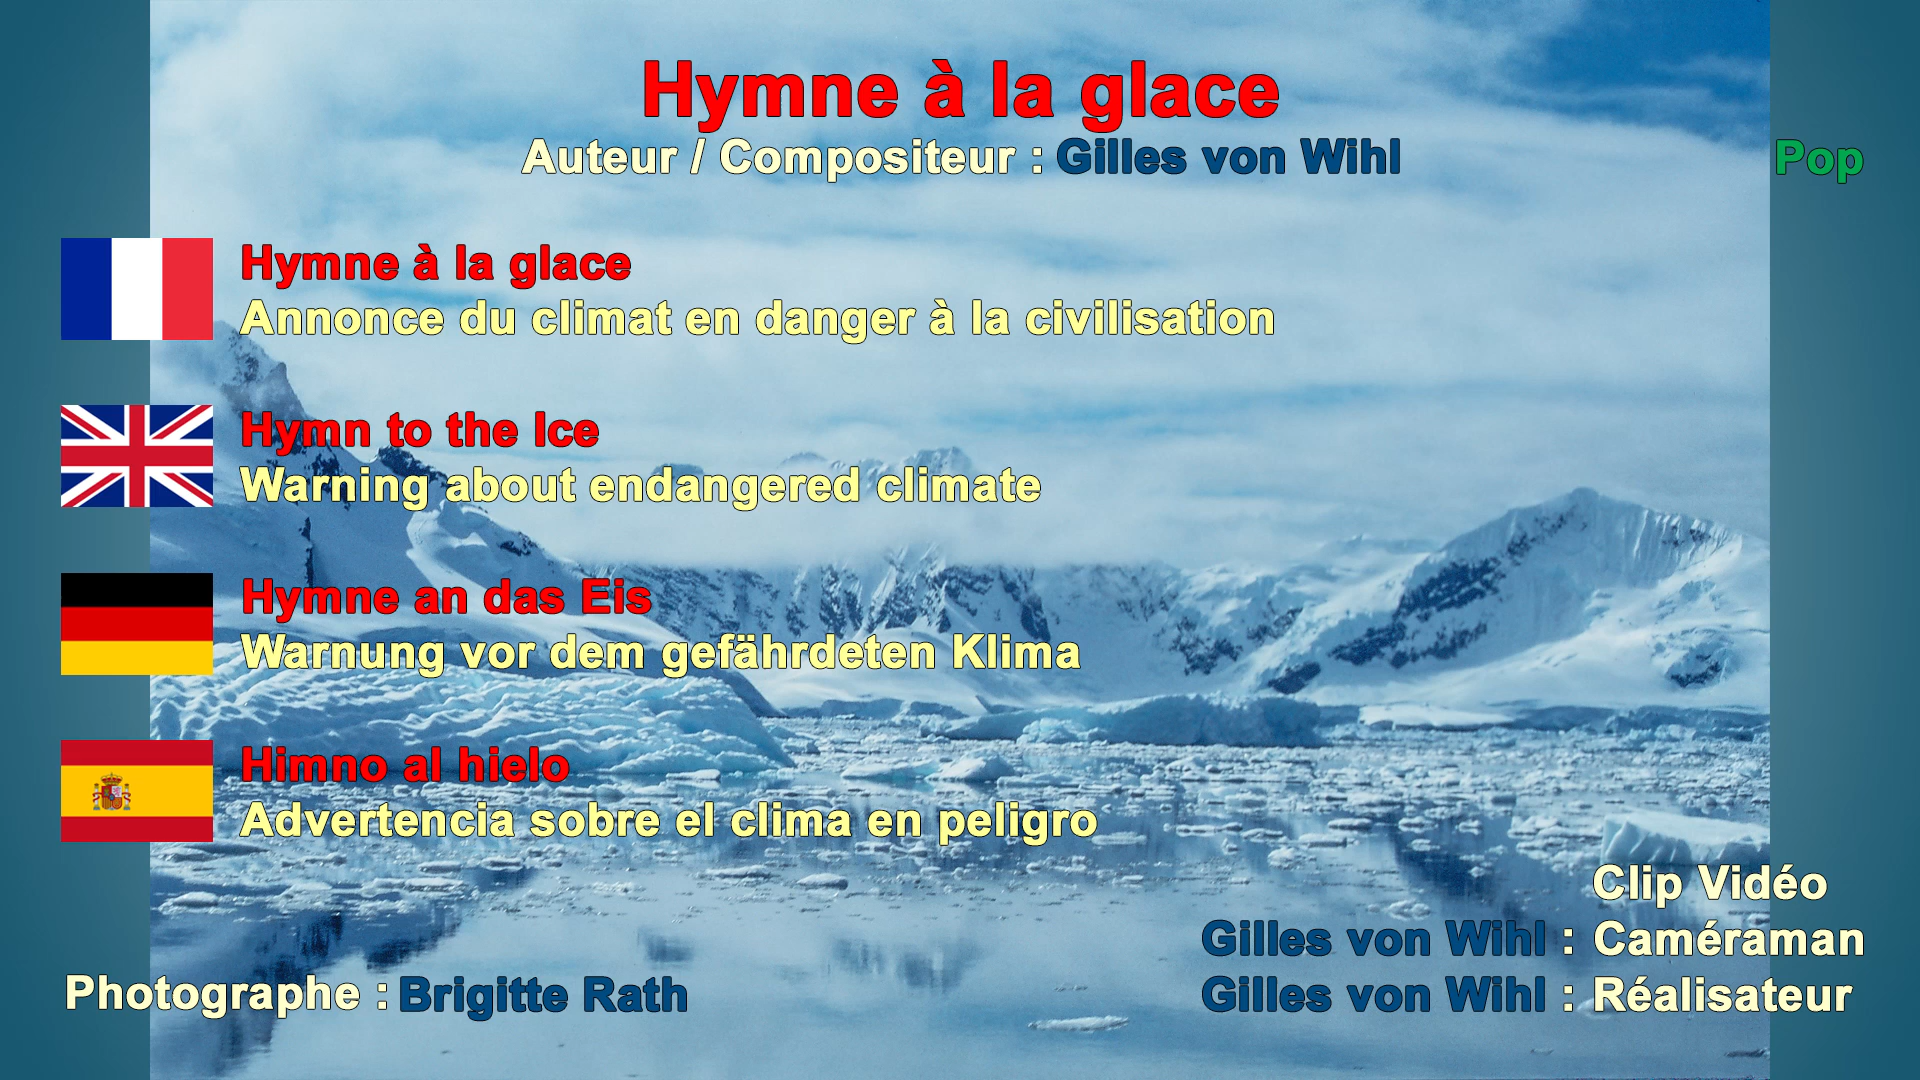 Hymne à la glace
Auteur / Compositeur : Gilles von Wihl
Pop
Hymne à la glace
Annonce du climat en danger à la civilisation
Hymn to the Ice
Warning about endangered climate
Hymne an das Eis
Warnung vor dem gefährdeten Klima
Himno al hielo
Advertencia sobre el clima en peligro
Clip Vidéo
Gilles von Wihl : Caméraman
Photographe : Brigitte Rath
Gilles von Wihl : Réalisateur